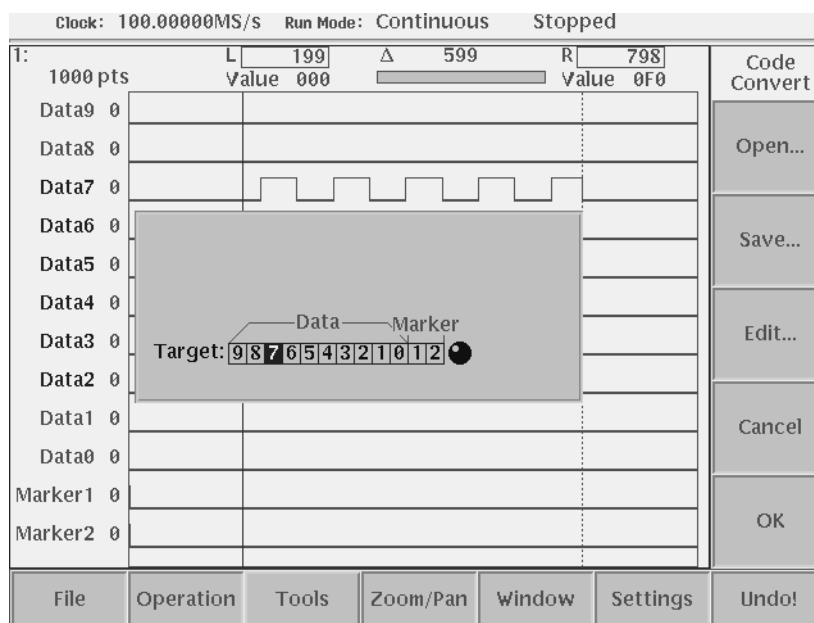 Clock: 100.00000MS/s Run Mode: Continuous Stopped
1: L 199 Δ 599 R 798
1000 pts Value 000 Value 0F0
Code
Convert
Data9 0
Data8 0
Open...
Data7 0
Data6 0
Save...
Data5 0
Data4 0
Data Marker
Data3 0
Edit...
Target: 9 8 7 6 5 4 3 2 1 0 1 2
Data2 0
Data1 0
Cancel
Data0 0
Marker1 0
OK
Marker2 0
File Operation Tools Zoom/Pan Window Settings Undo!